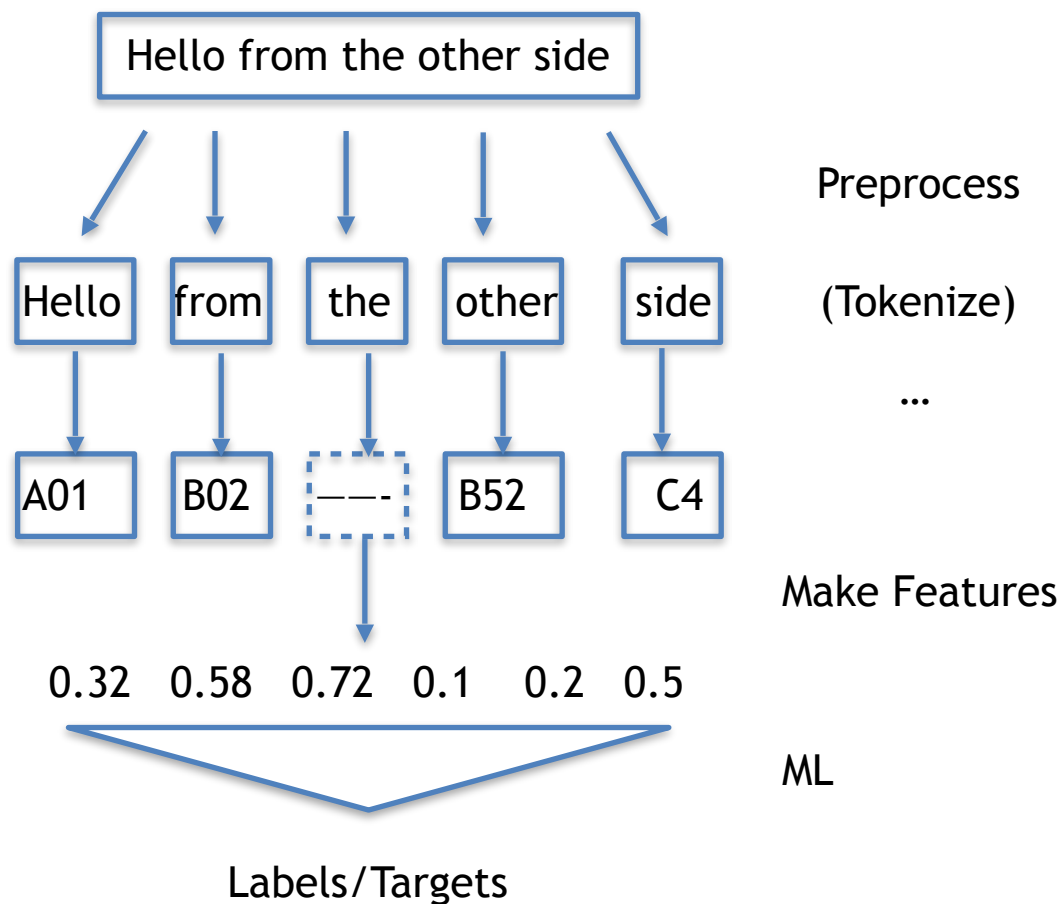 Hello from the other side
Preprocess
Hello from the other side (Tokenize)
…
A01 B02 ——- B52 C4
Make Features
0.32 0.58 0.72 0.1 0.2 0.5
ML
Labels/Targets